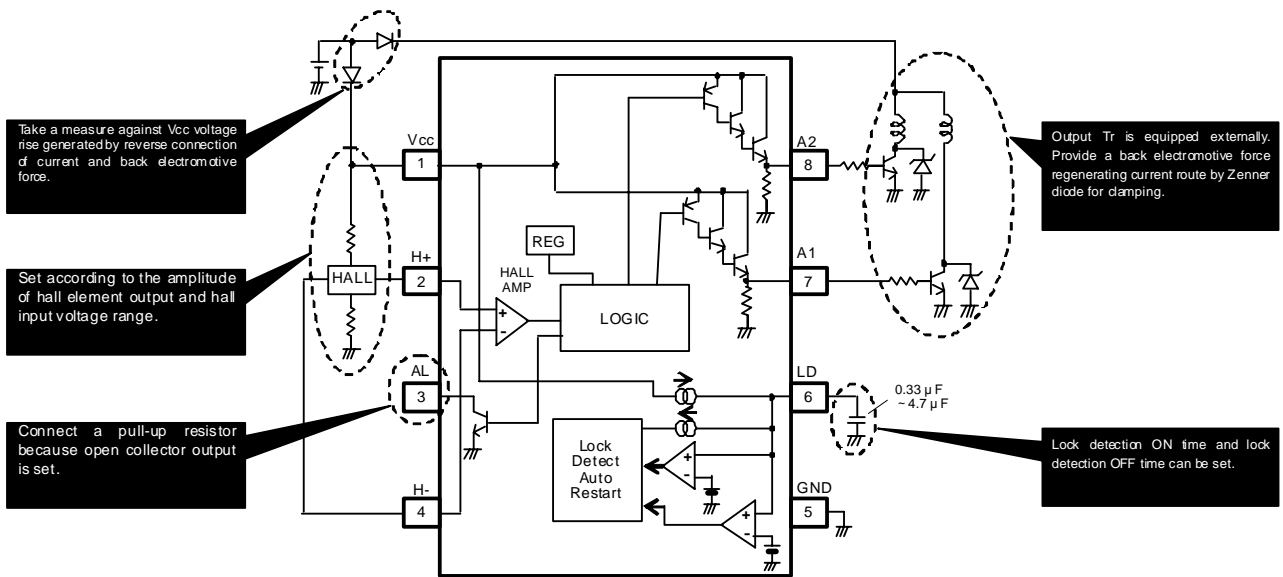 Take a measure against Vcc voltage
rise generated by reverse connection
of current and back electromotive
force.
Set according to the amplitude
of hall element output and hall
input voltage range.
Connect a pull-up resistor
because open collector output
is set.
Vcc
1
H+
2
AL
3
H-
4
HALL
REG
HALL
AMP
+
-
LOGIC
Lock
Detect
Auto
Restart
+
-
+
-
A2
8
A1
7
LD
6
GND
5
0.33 µF
~ 4.7 µF
Output Tr is equipped externally.
Provide a back electromotive force
regenerating current route by Zenner
diode for clamping.
Lock detection ON time and lock
detection OFF time can be set.